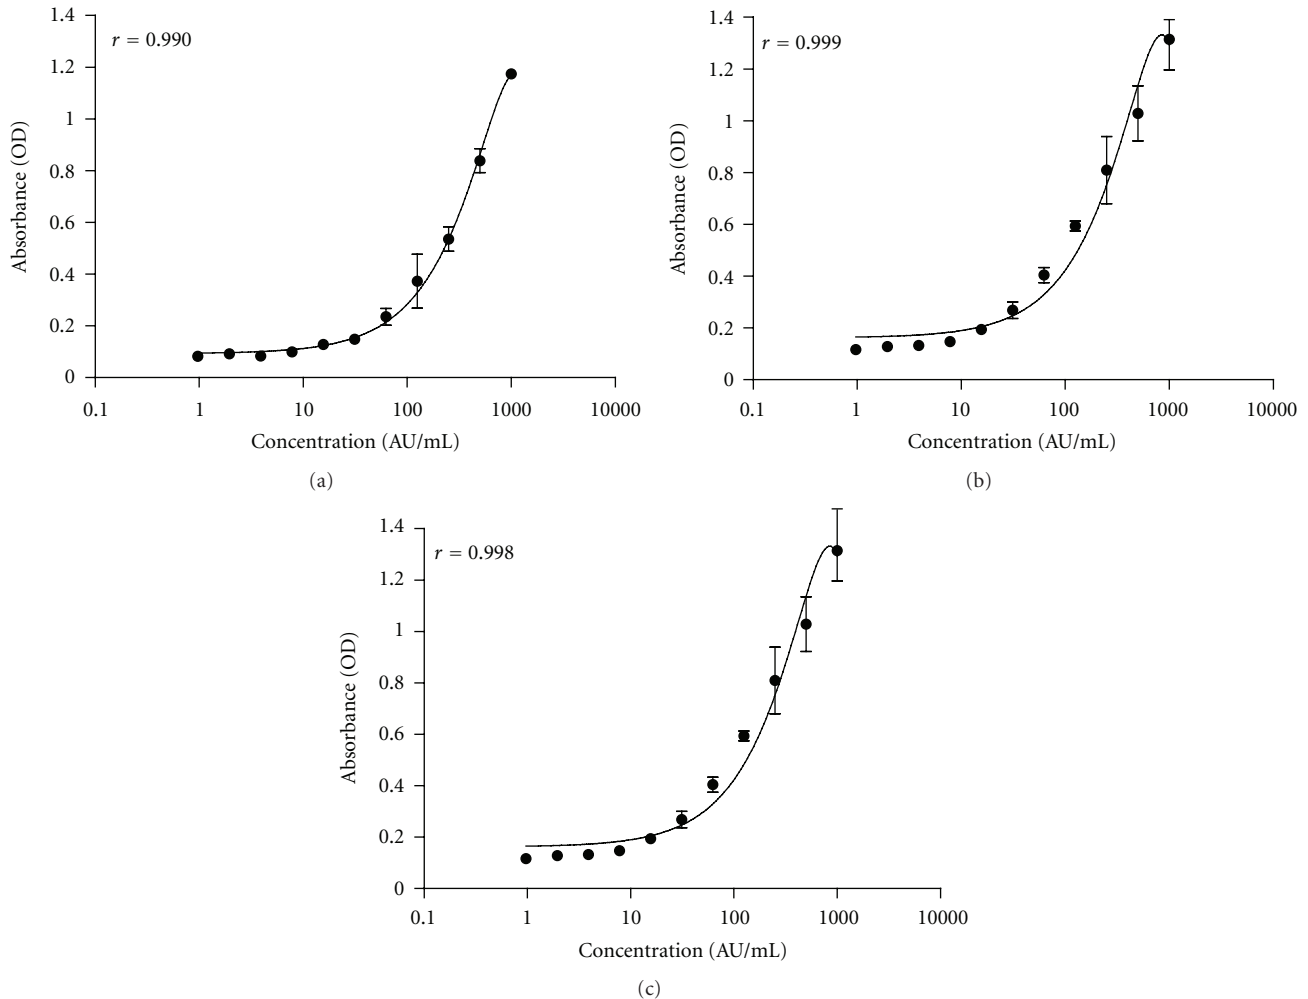 1.4
r = 0.990
1.2
1
0.8
0.6
0.4
0.2
0
Absorbance (OD)
0.1 1 10 100 1000 10000
Concentration (AU/mL)
(a)
1.4
r = 0.999
1.2
1
0.8
0.6
0.4
0.2
0
Absorbance (OD)
0.1 1 10 100 1000 10000
Concentration (AU/mL)
(b)
1.4
r = 0.998
1.2
1
0.8
0.6
0.4
0.2
0
Absorbance (OD)
0.1 1 10 100 1000 10000
Concentration (AU/mL)
(c)